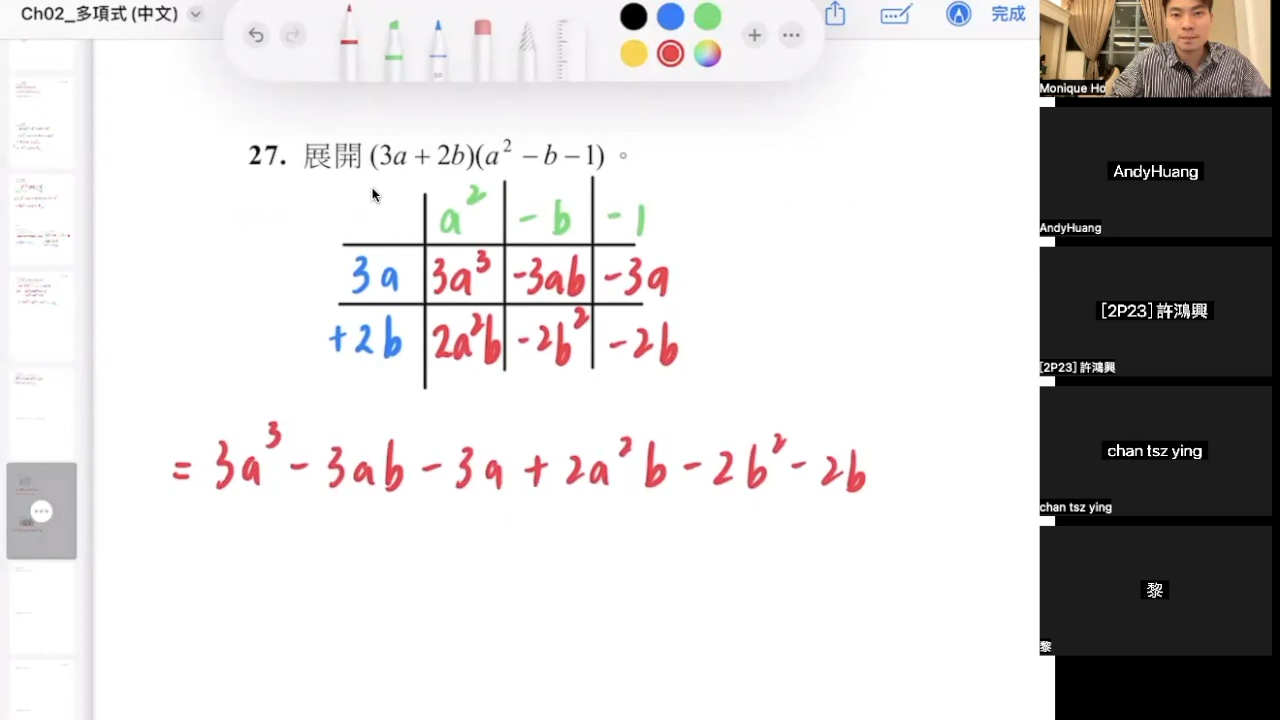 Ch02_多項式 (中文)
完成
27. 展開 (3a + 2b)(a² − b − 1)。
a² − b − 1
3a 3a³ −3ab −3a
+2b 2a²b −2b² −2b
= 3a³ − 3ab − 3a + 2a²b − 2b² − 2b
Monique Ho
AndyHuang
AndyHuang
[2P23] 許鴻興
[2P23] 許鴻興
chan tsz ying
chan tsz ying
黎
黎